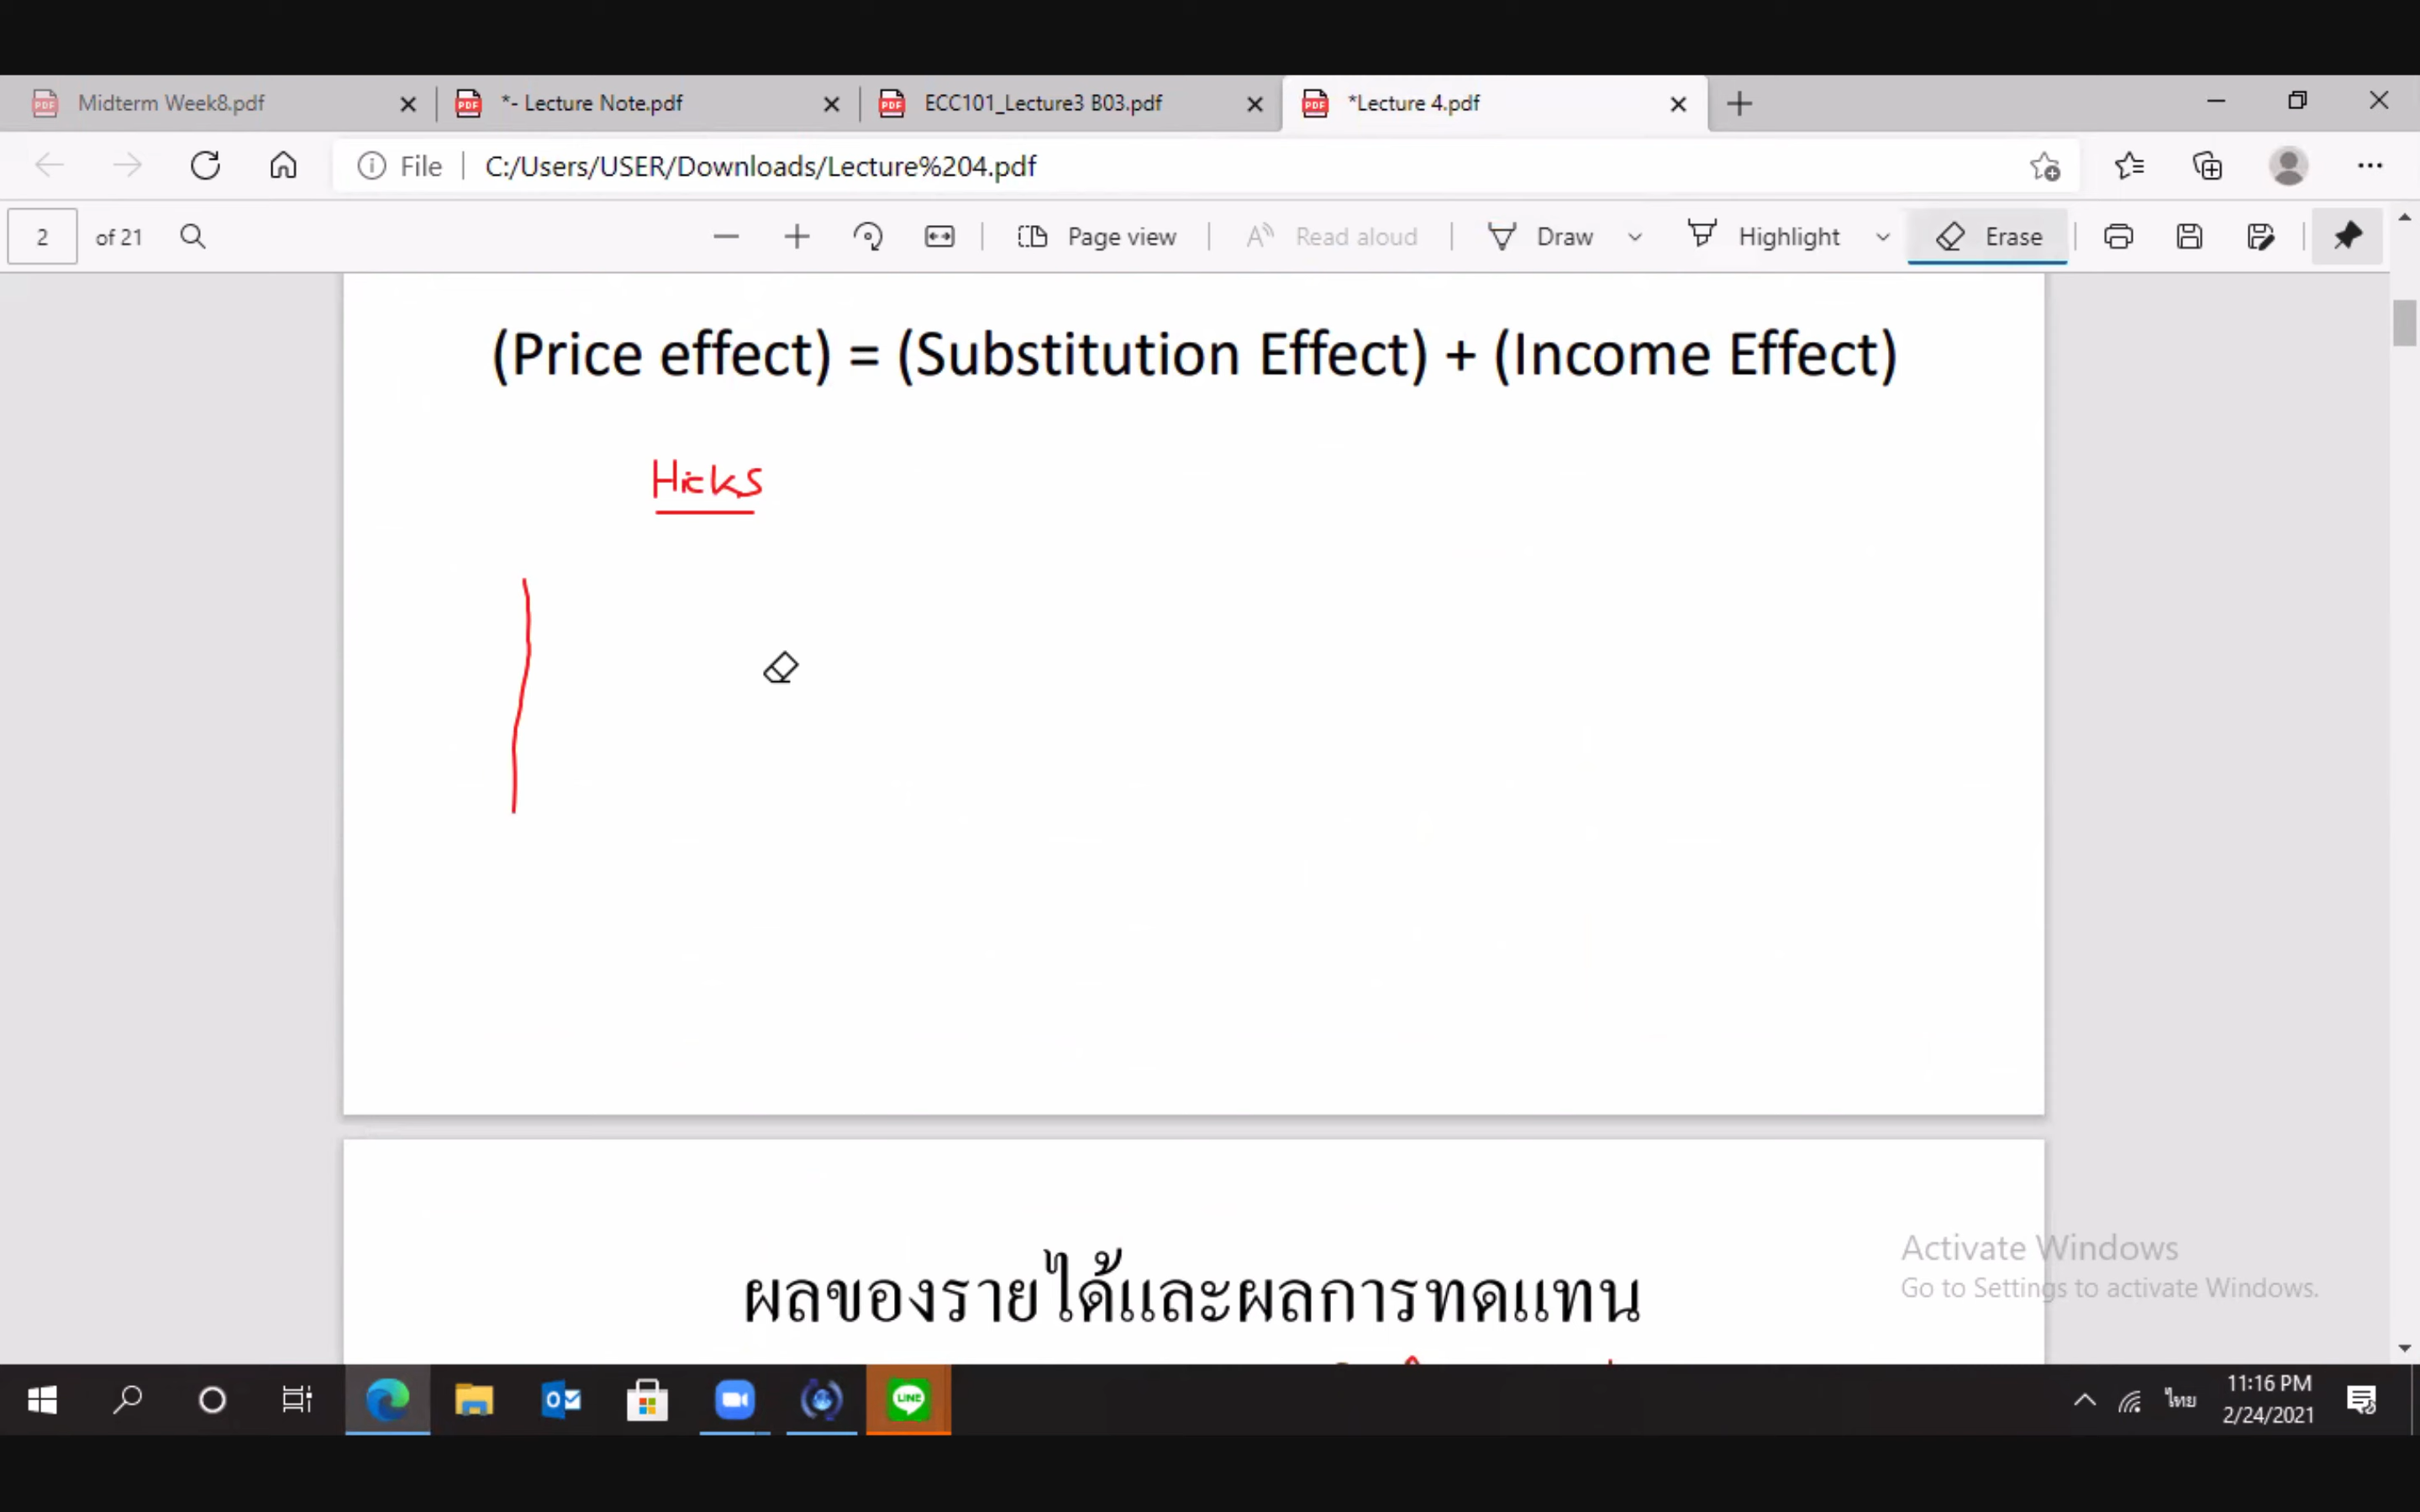 Midterm Week8.pdf
*- Lecture Note.pdf
ECC101_Lecture3 B03.pdf
*Lecture 4.pdf
File
C:/Users/USER/Downloads/Lecture%204.pdf
2 of 21
Page view
Read aloud
Draw
Highlight
Erase
(Price effect) = (Substitution Effect) + (Income Effect)
Hicks
ผลของรายได้และผลการทดแทน
Activate Windows
Go to Settings to activate Windows.
LINE
ไทย
11:16 PM
2/24/2021